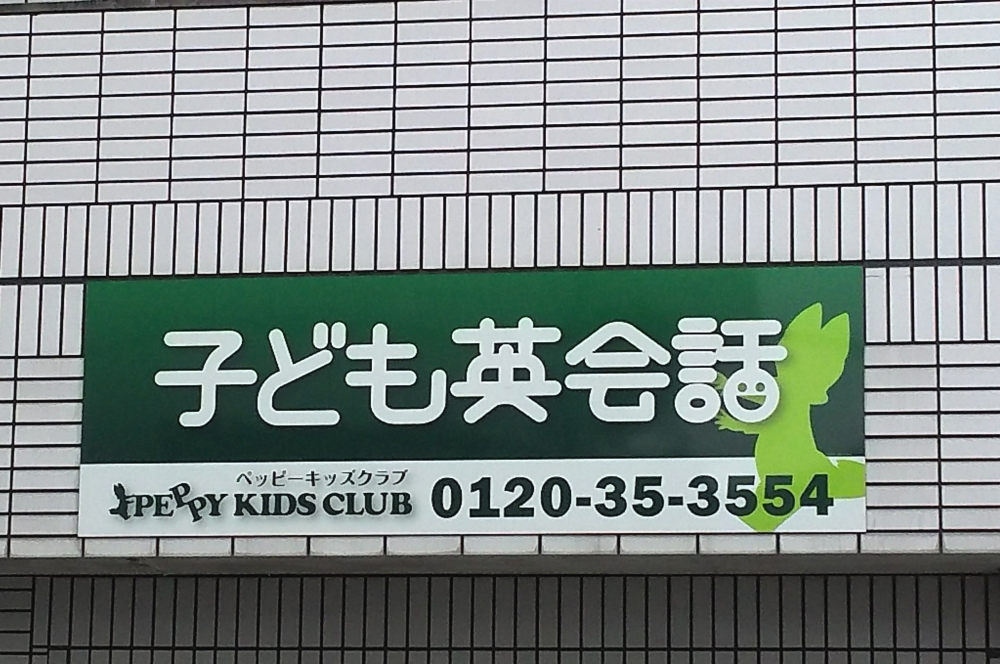 子ども英会話
ペッピーキッズクラブ
PEPPY KIDS CLUB
0120-35-3554